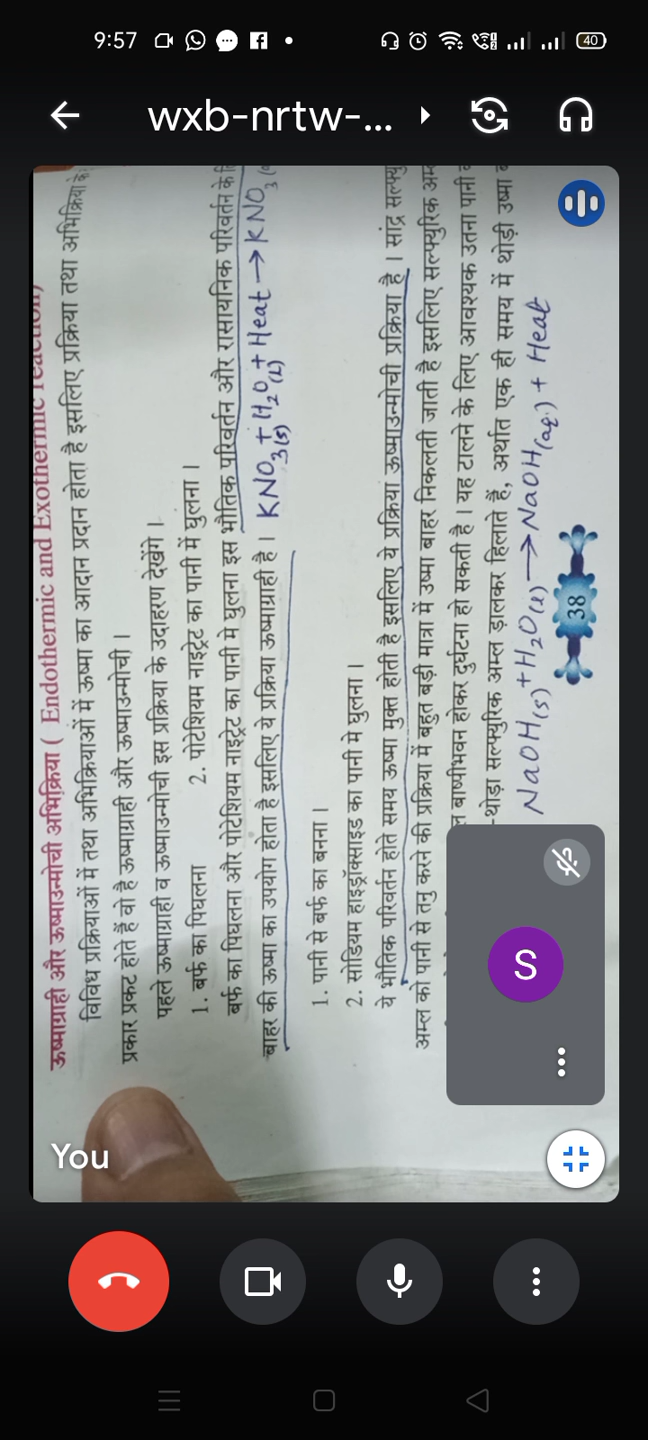 9:57
40
wxb-nrtw-...
ऊष्माग्राही और ऊष्माउन्मोची अभिक्रिया ( Endothermic and Exothermic reaction)
विविध प्रक्रियाओं में तथा अभिक्रियाओं में ऊष्मा का आदान प्रदान होता है इसलिए प्रक्रिया तथा अभिक्रिया के
प्रकार प्रकट होते हैं वो है ऊष्माग्राही और ऊष्माउन्मोची ।
पहले ऊष्माग्राही व ऊष्माउन्मोची इस प्रक्रिया के उदाहरण देखेंगे ।
1. बर्फ का पिघलना 2. पोटेशियम नाइट्रेट का पानी में घुलना ।
बर्फ का पिघलना और पोटेशियम नाइट्रेट का पानी मे घुलना इस भौतिक परिवर्तन और रासायनिक परिवर्तन के
बाहर की ऊष्मा का उपयोग होता है इसलिए ये प्रक्रिया ऊष्माग्राही है । KNO3(s) + H2O(l) + Heat → KNO3
1. पानी से बर्फ का बनना ।
2. सोडियम हाइड्रॉक्साइड का पानी मे घुलना ।
ये भौतिक परिवर्तन होते समय ऊष्मा मुक्त होती है इसलिए ये प्रक्रिया ऊष्माउन्मोची प्रक्रिया है । सांद्र
अम्ल को पानी से तनु करने की प्रक्रिया में बहुत बड़ी मात्रा में उष्मा बाहर निकलती जाती है इसलिए सल्फ्युरिक
बाष्पीभवन होकर दुर्घटना हो सकती है । यह टालने के लिए आवश्यक उतना पानी
-थोड़ा सल्फ्युरिक अम्ल ड़ालकर हिलाते हैं, अर्थात एक ही समय में थोड़ी उष्मा
NaOH(s) + H2O(l) → NaOH(aq.) + Heat
38
S
You